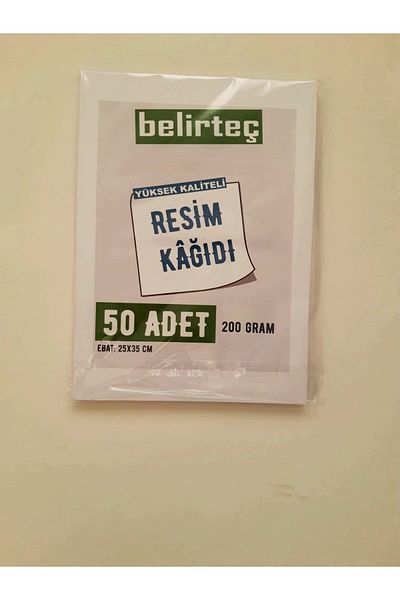 belirteç
YÜKSEK KALİTELİ
RESİM
KÂĞIDI
50 ADET 200 GRAM
EBAT: 25X35 CM